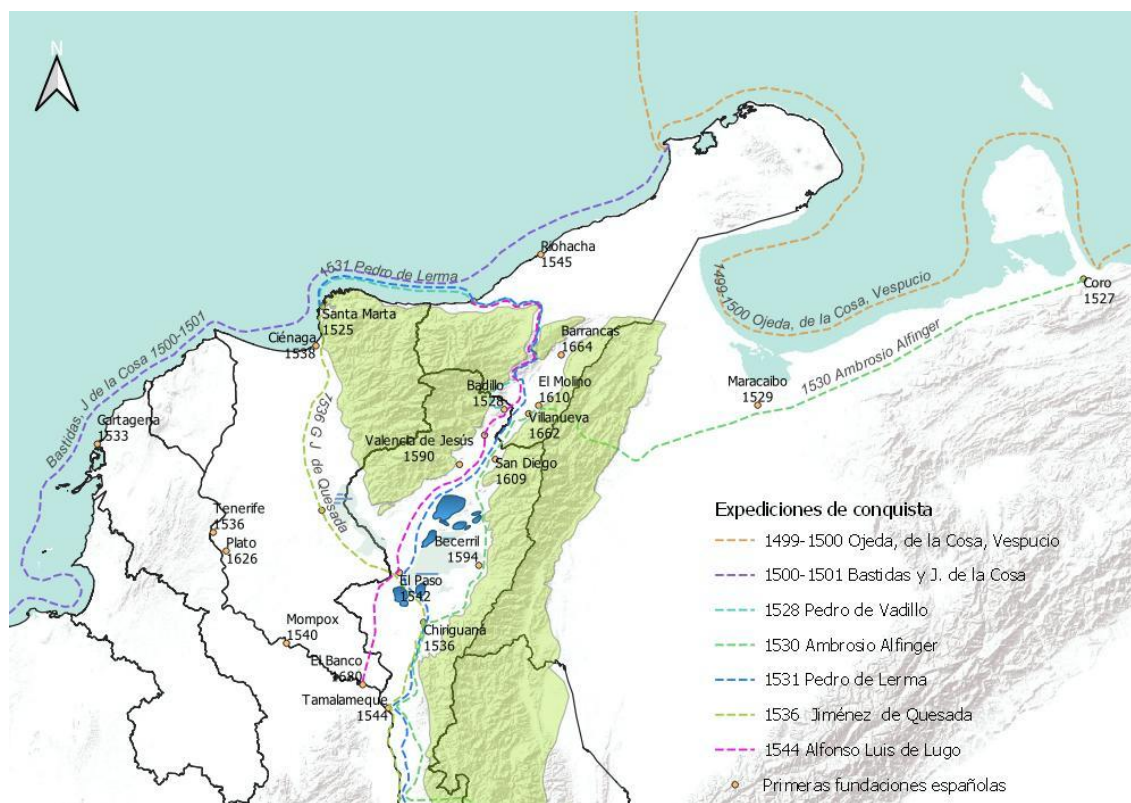 N
1531 Pedro de Lerma
Riohacha
1545
1499-1500 Ojeda, de la Cosa, Vespucio
Coro
1527
Santa Marta
1525
Ciénaga
1538
Bastidas, J de la Cosa 1500-1501
Barrancas
1664
1530 Ambrosio Alfinger
Maracaibo
1529
Badillo
1528
El Molino
1610
Villanueva
1662
1536 G J. de Quesada
Cartagena
1533
Valencia de Jesús
1590
San Diego
1609
Tenerife
1536
Plato
1626
Becerril
1594
El Paso
1542
Chiriguaná
1536
Mompox
1540
El Banco
1680
Tamalameque
1544
Expediciones de conquista
1499-1500 Ojeda, de la Cosa, Vespucio
1500-1501 Bastidas y J. de la Cosa
1528 Pedro de Vadillo
1530 Ambrosio Alfinger
1531 Pedro de Lerma
1536 Jiménez de Quesada
1544 Alfonso Luis de Lugo
Primeras fundaciones españolas